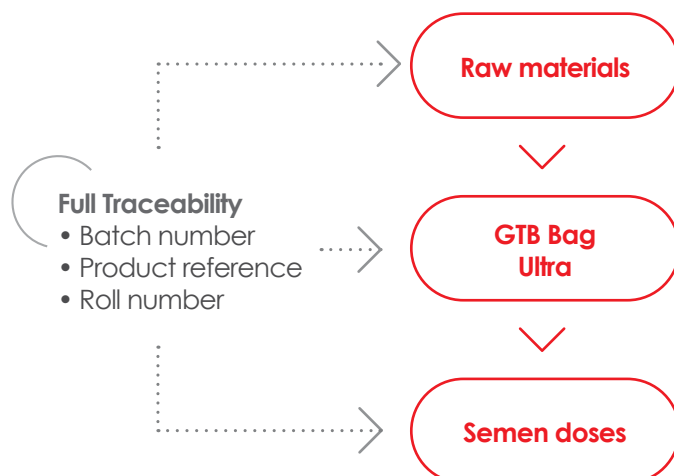 Raw materials
Full Traceability
• Batch number
• Product reference
• Roll number
GTB Bag
Ultra
Semen doses